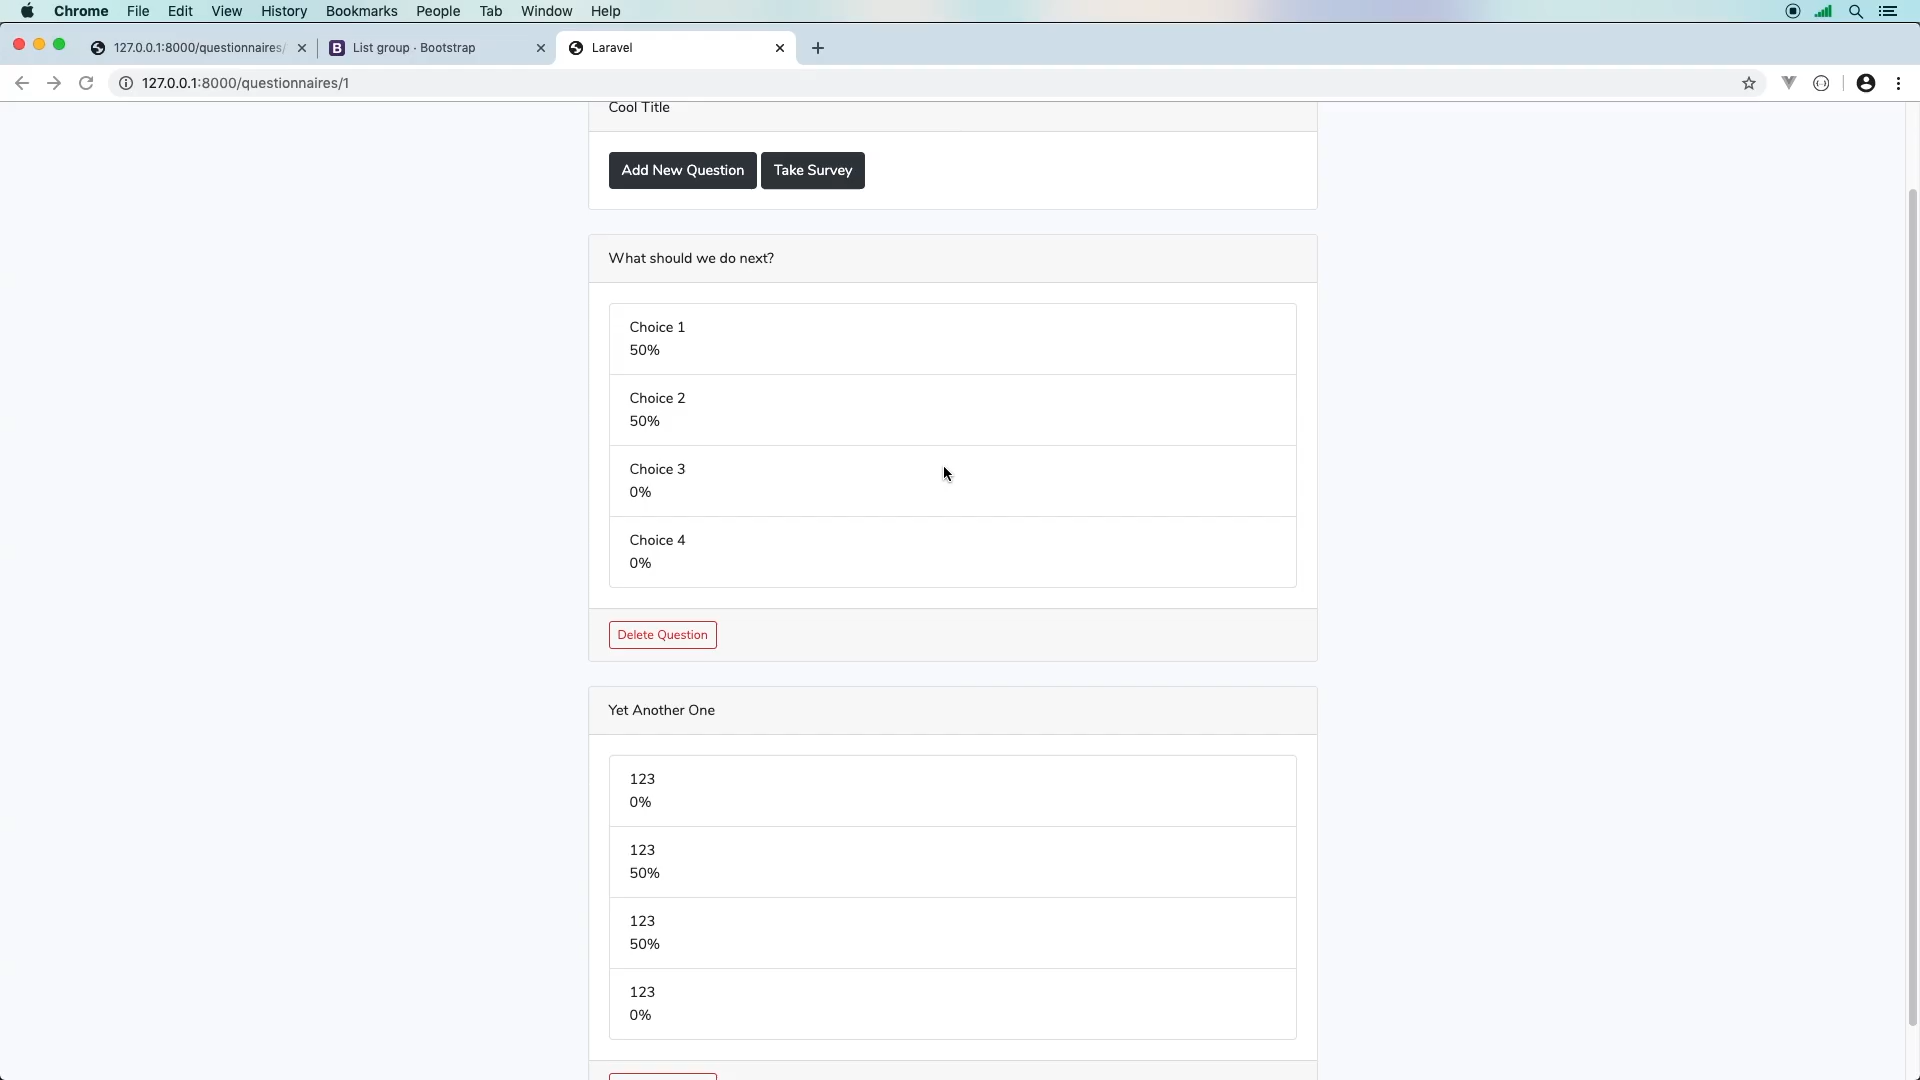 Chrome File Edit View History Bookmarks People Tab Window Help
127.0.0.1:8000/questionnaires/ List group · Bootstrap Laravel
127.0.0.1:8000/questionnaires/1
Cool Title
Add New Question Take Survey
What should we do next?
Choice 1
50%
Choice 2
50%
Choice 3
0%
Choice 4
0%
Delete Question
Yet Another One
123
0%
123
50%
123
50%
123
0%